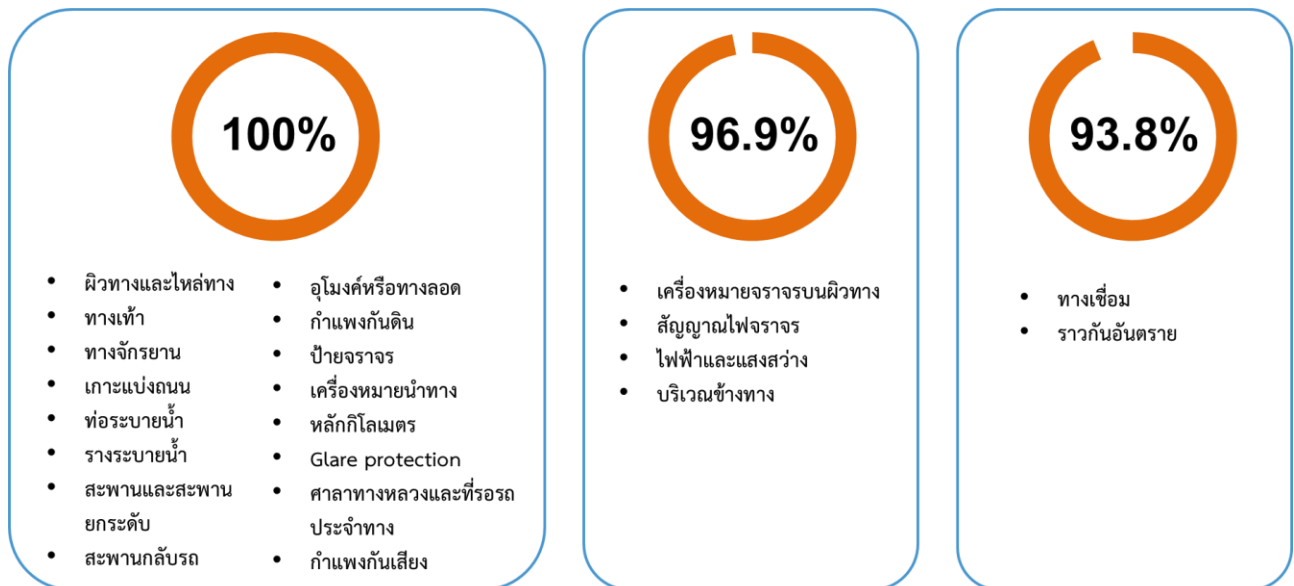 100%
• ผิวทางและไหล่ทาง
• ทางเท้า
• ทางจักรยาน
• เกาะแบ่งถนน
• ท่อระบายน้ำ
• รางระบายน้ำ
• สะพานและสะพาน
ยกระดับ
• สะพานกลับรถ
• อุโมงค์หรือทางลอด
• กำแพงกันดิน
• ป้ายจราจร
• เครื่องหมายนำทาง
• หลักกิโลเมตร
• Glare protection
• ศาลาทางหลวงและที่รอรถ
ประจำทาง
• กำแพงกันเสียง
96.9%
• เครื่องหมายจราจรบนผิวทาง
• สัญญาณไฟจราจร
• ไฟฟ้าและแสงสว่าง
• บริเวณข้างทาง
93.8%
• ทางเชื่อม
• ราวกันอันตราย